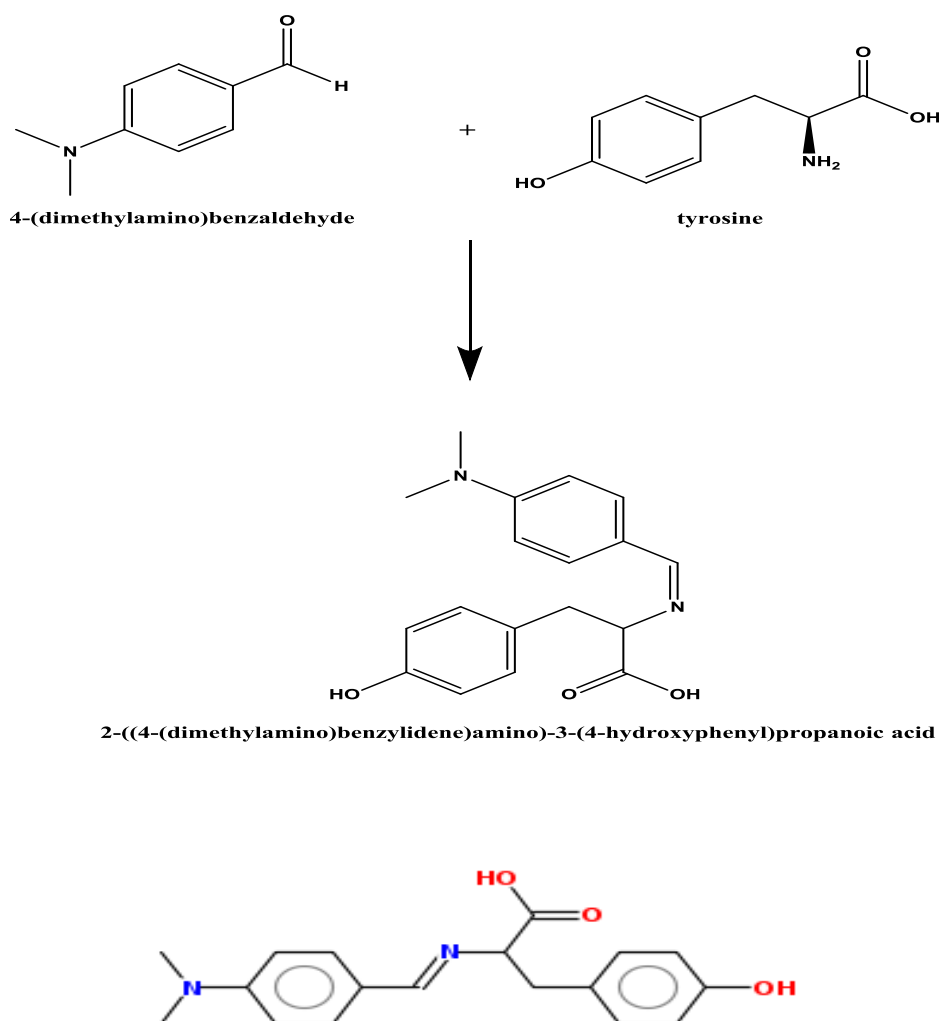 O
H
N
4-(dimethylamino)benzaldehyde
+
O
OH
NH2
HO
tyrosine
N
N
HO
O
OH
2-((4-(dimethylamino)benzylidene)amino)-3-(4-hydroxyphenyl)propanoic acid
HO
O
N
N
OH